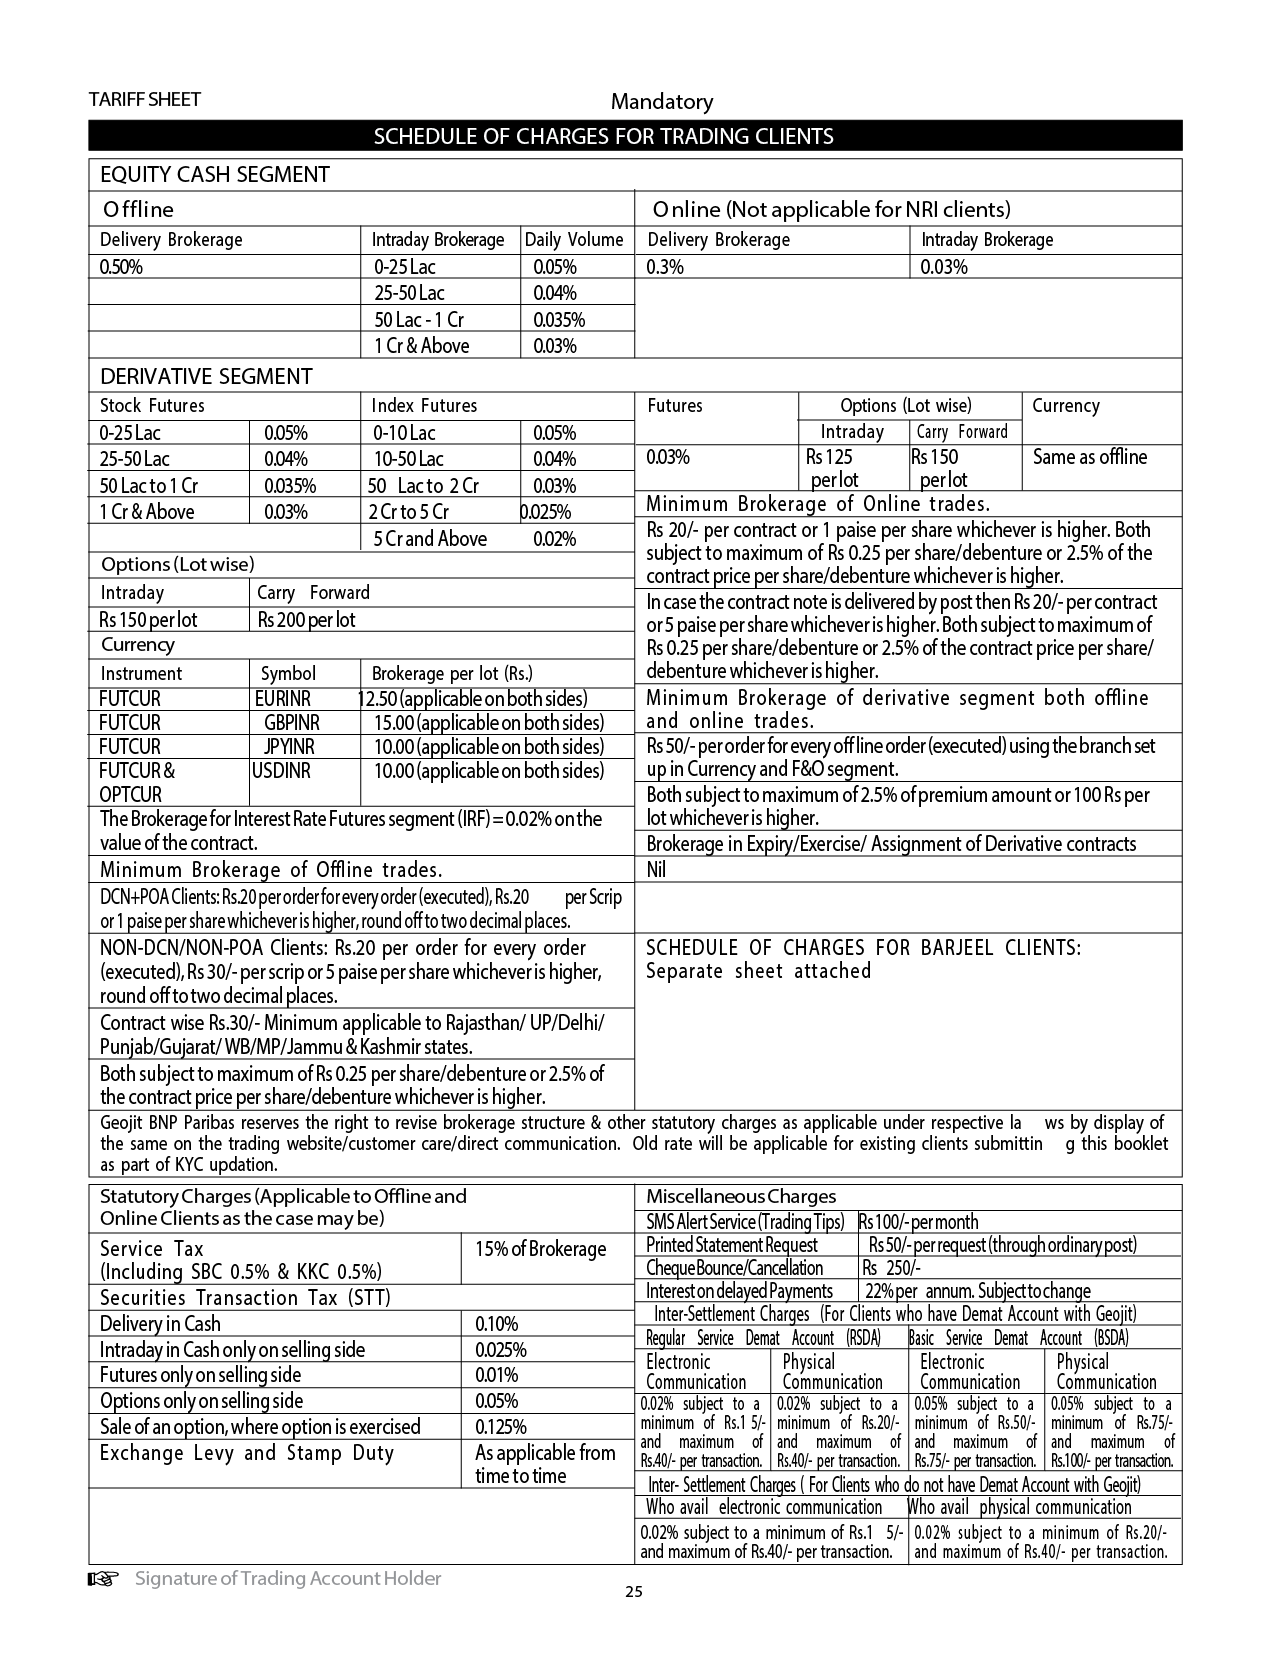 TARIFF SHEET
Mandatory
SCHEDULE OF CHARGES FOR TRADING CLIENTS
EQUITY CASH SEGMENT
Offline
Online (Not applicable for NRI clients)
Delivery Brokerage Intraday Brokerage Daily Volume Delivery Brokerage Intraday Brokerage
0.50% 0-25 Lac 0.05% 0.3% 0.03%
25-50 Lac 0.04%
50 Lac - 1 Cr 0.035%
1 Cr & Above 0.03%
DERIVATIVE SEGMENT
Stock Futures Index Futures
0-25 Lac 0.05% 0-10 Lac 0.05%
25-50 Lac 0.04% 10-50 Lac 0.04%
50 Lac to 1 Cr 0.035% 50 Lac to 2 Cr 0.03%
1 Cr & Above 0.03% 2 Cr to 5 Cr 0.025%
5 Cr and Above 0.02%
Options (Lot wise)
Intraday Carry Forward
Rs 150 per lot Rs 200 per lot
Currency
Instrument Symbol Brokerage per lot (Rs.)
FUTCUR EURINR 12.50 (applicable on both sides)
FUTCUR GBPINR 15.00 (applicable on both sides)
FUTCUR JPYINR 10.00 (applicable on both sides)
FUTCUR & USDINR 10.00 (applicable on both sides)
OPTCUR
The Brokerage for Interest Rate Futures segment (IRF) = 0.02% on the
value of the contract.
Minimum Brokerage of Offline trades.
DCN+POA Clients: Rs.20 per order for every order (executed), Rs.20 per Scrip
or 1 paise per share whichever is higher, round off to two decimal places.
NON-DCN/NON-POA Clients: Rs.20 per order for every order
(executed), Rs 30/- per scrip or 5 paise per share whichever is higher,
round off to two decimal places.
Contract wise Rs.30/- Minimum applicable to Rajasthan/ UP/Delhi/
Punjab/Gujarat/ WB/MP/Jammu & Kashmir states.
Both subject to maximum of Rs 0.25 per share/debenture or 2.5% of
the contract price per share/debenture whichever is higher.
Futures Options (Lot wise) Currency
Intraday Carry Forward
0.03% Rs 125 Rs 150 Same as offline
per lot per lot
Minimum Brokerage of Online trades.
Rs 20/- per contract or 1 paise per share whichever is higher. Both
subject to maximum of Rs 0.25 per share/debenture or 2.5% of the
contract price per share/debenture whichever is higher.
In case the contract note is delivered by post then Rs 20/- per contract
or 5 paise per share whichever is higher. Both subject to maximum of
Rs 0.25 per share/debenture or 2.5% of the contract price per share/
debenture whichever is higher.
Minimum Brokerage of derivative segment both offline
and online trades.
Rs 50/- per order for every off line order (executed) using the branch set
up in Currency and F&O segment.
Both subject to maximum of 2.5% of premium amount or 100 Rs per
lot whichever is higher.
Brokerage in Expiry/Exercise/ Assignment of Derivative contracts
Nil
SCHEDULE OF CHARGES FOR BARJEEL CLIENTS:
Separate sheet attached
Geojit BNP Paribas reserves the right to revise brokerage structure & other statutory charges as applicable under respective la ws by display of
the same on the trading website/customer care/direct communication. Old rate will be applicable for existing clients submittin g this booklet
as part of KYC updation.
Statutory Charges (Applicable to Offline and
Online Clients as the case may be)
Service Tax 15% of Brokerage
(Including SBC 0.5% & KKC 0.5%)
Securities Transaction Tax (STT)
Delivery in Cash 0.10%
Intraday in Cash only on selling side 0.025%
Futures only on selling side 0.01%
Options only on selling side 0.05%
Sale of an option, where option is exercised 0.125%
Exchange Levy and Stamp Duty As applicable from
time to time
Miscellaneous Charges
SMS Alert Service (Trading Tips) Rs 100/- per month
Printed Statement Request Rs 50/- per request (through ordinary post)
Cheque Bounce/Cancellation Rs 250/-
Interest on delayed Payments 22% per annum. Subject to change
Inter-Settlement Charges (For Clients who have Demat Account with Geojit)
Regular Service Demat Account (RSDA) Basic Service Demat Account (BSDA)
Electronic Physical Electronic Physical
Communication Communication Communication Communication
0.02% subject to a 0.02% subject to a 0.05% subject to a 0.05% subject to a
minimum of Rs.1 5/- minimum of Rs.20/- minimum of Rs.50/- minimum of Rs.75/-
and maximum of and maximum of and maximum of and maximum of
Rs.40/- per transaction. Rs.40/- per transaction. Rs.75/- per transaction. Rs.100/- per transaction.
Inter- Settlement Charges ( For Clients who do not have Demat Account with Geojit)
Who avail electronic communication Who avail physical communication
0.02% subject to a minimum of Rs.1 5/- 0.02% subject to a minimum of Rs.20/-
and maximum of Rs.40/- per transaction. and maximum of Rs.40/- per transaction.
Signature of Trading Account Holder
25